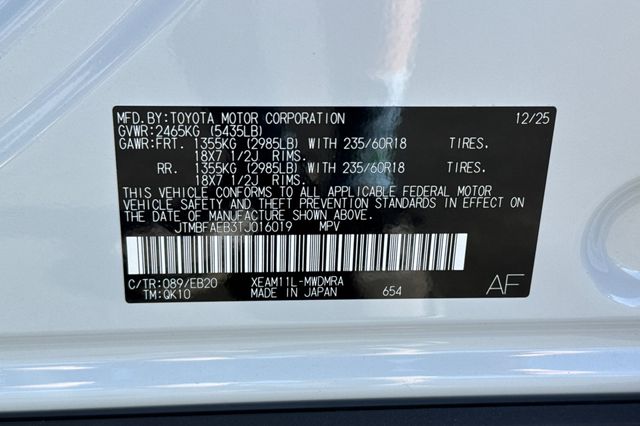 MFD.BY:TOYOTA MOTOR CORPORATION 12/25
GVWR:2465KG (5435LB)
GAWR:FRT. 1355KG (2985LB) WITH 235/60R18 TIRES.
18X7 1/2J RIMS.
RR. 1355KG (2985LB) WITH 235/60R18 TIRES.
18X7 1/2J RIMS.
THIS VEHICLE CONFORMS TO ALL APPLICABLE FEDERAL MOTOR
VEHICLE SAFETY AND THEFT PREVENTION STANDARDS IN EFFECT ON
THE DATE OF MANUFACTURE SHOWN ABOVE.
JTMBFAEB3TJ016019 MPV
C/TR:089/EB20 XEAM11L-MWDMRA
TM:QK10 MADE IN JAPAN 654 AF